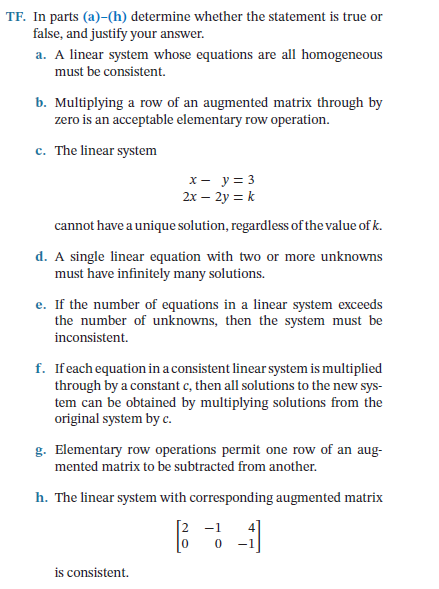 TF. In parts (a)–(h) determine whether the statement is true or
false, and justify your answer.
a. A linear system whose equations are all homogeneous
must be consistent.
b. Multiplying a row of an augmented matrix through by
zero is an acceptable elementary row operation.
c. The linear system
x − y = 3
2x − 2y = k
cannot have a unique solution, regardless of the value of k.
d. A single linear equation with two or more unknowns
must have infinitely many solutions.
e. If the number of equations in a linear system exceeds
the number of unknowns, then the system must be
inconsistent.
f. If each equation in a consistent linear system is multiplied
through by a constant c, then all solutions to the new sys-
tem can be obtained by multiplying solutions from the
original system by c.
g. Elementary row operations permit one row of an aug-
mented matrix to be subtracted from another.
h. The linear system with corresponding augmented matrix
[2 −1 4]
[0 0 −1]
is consistent.